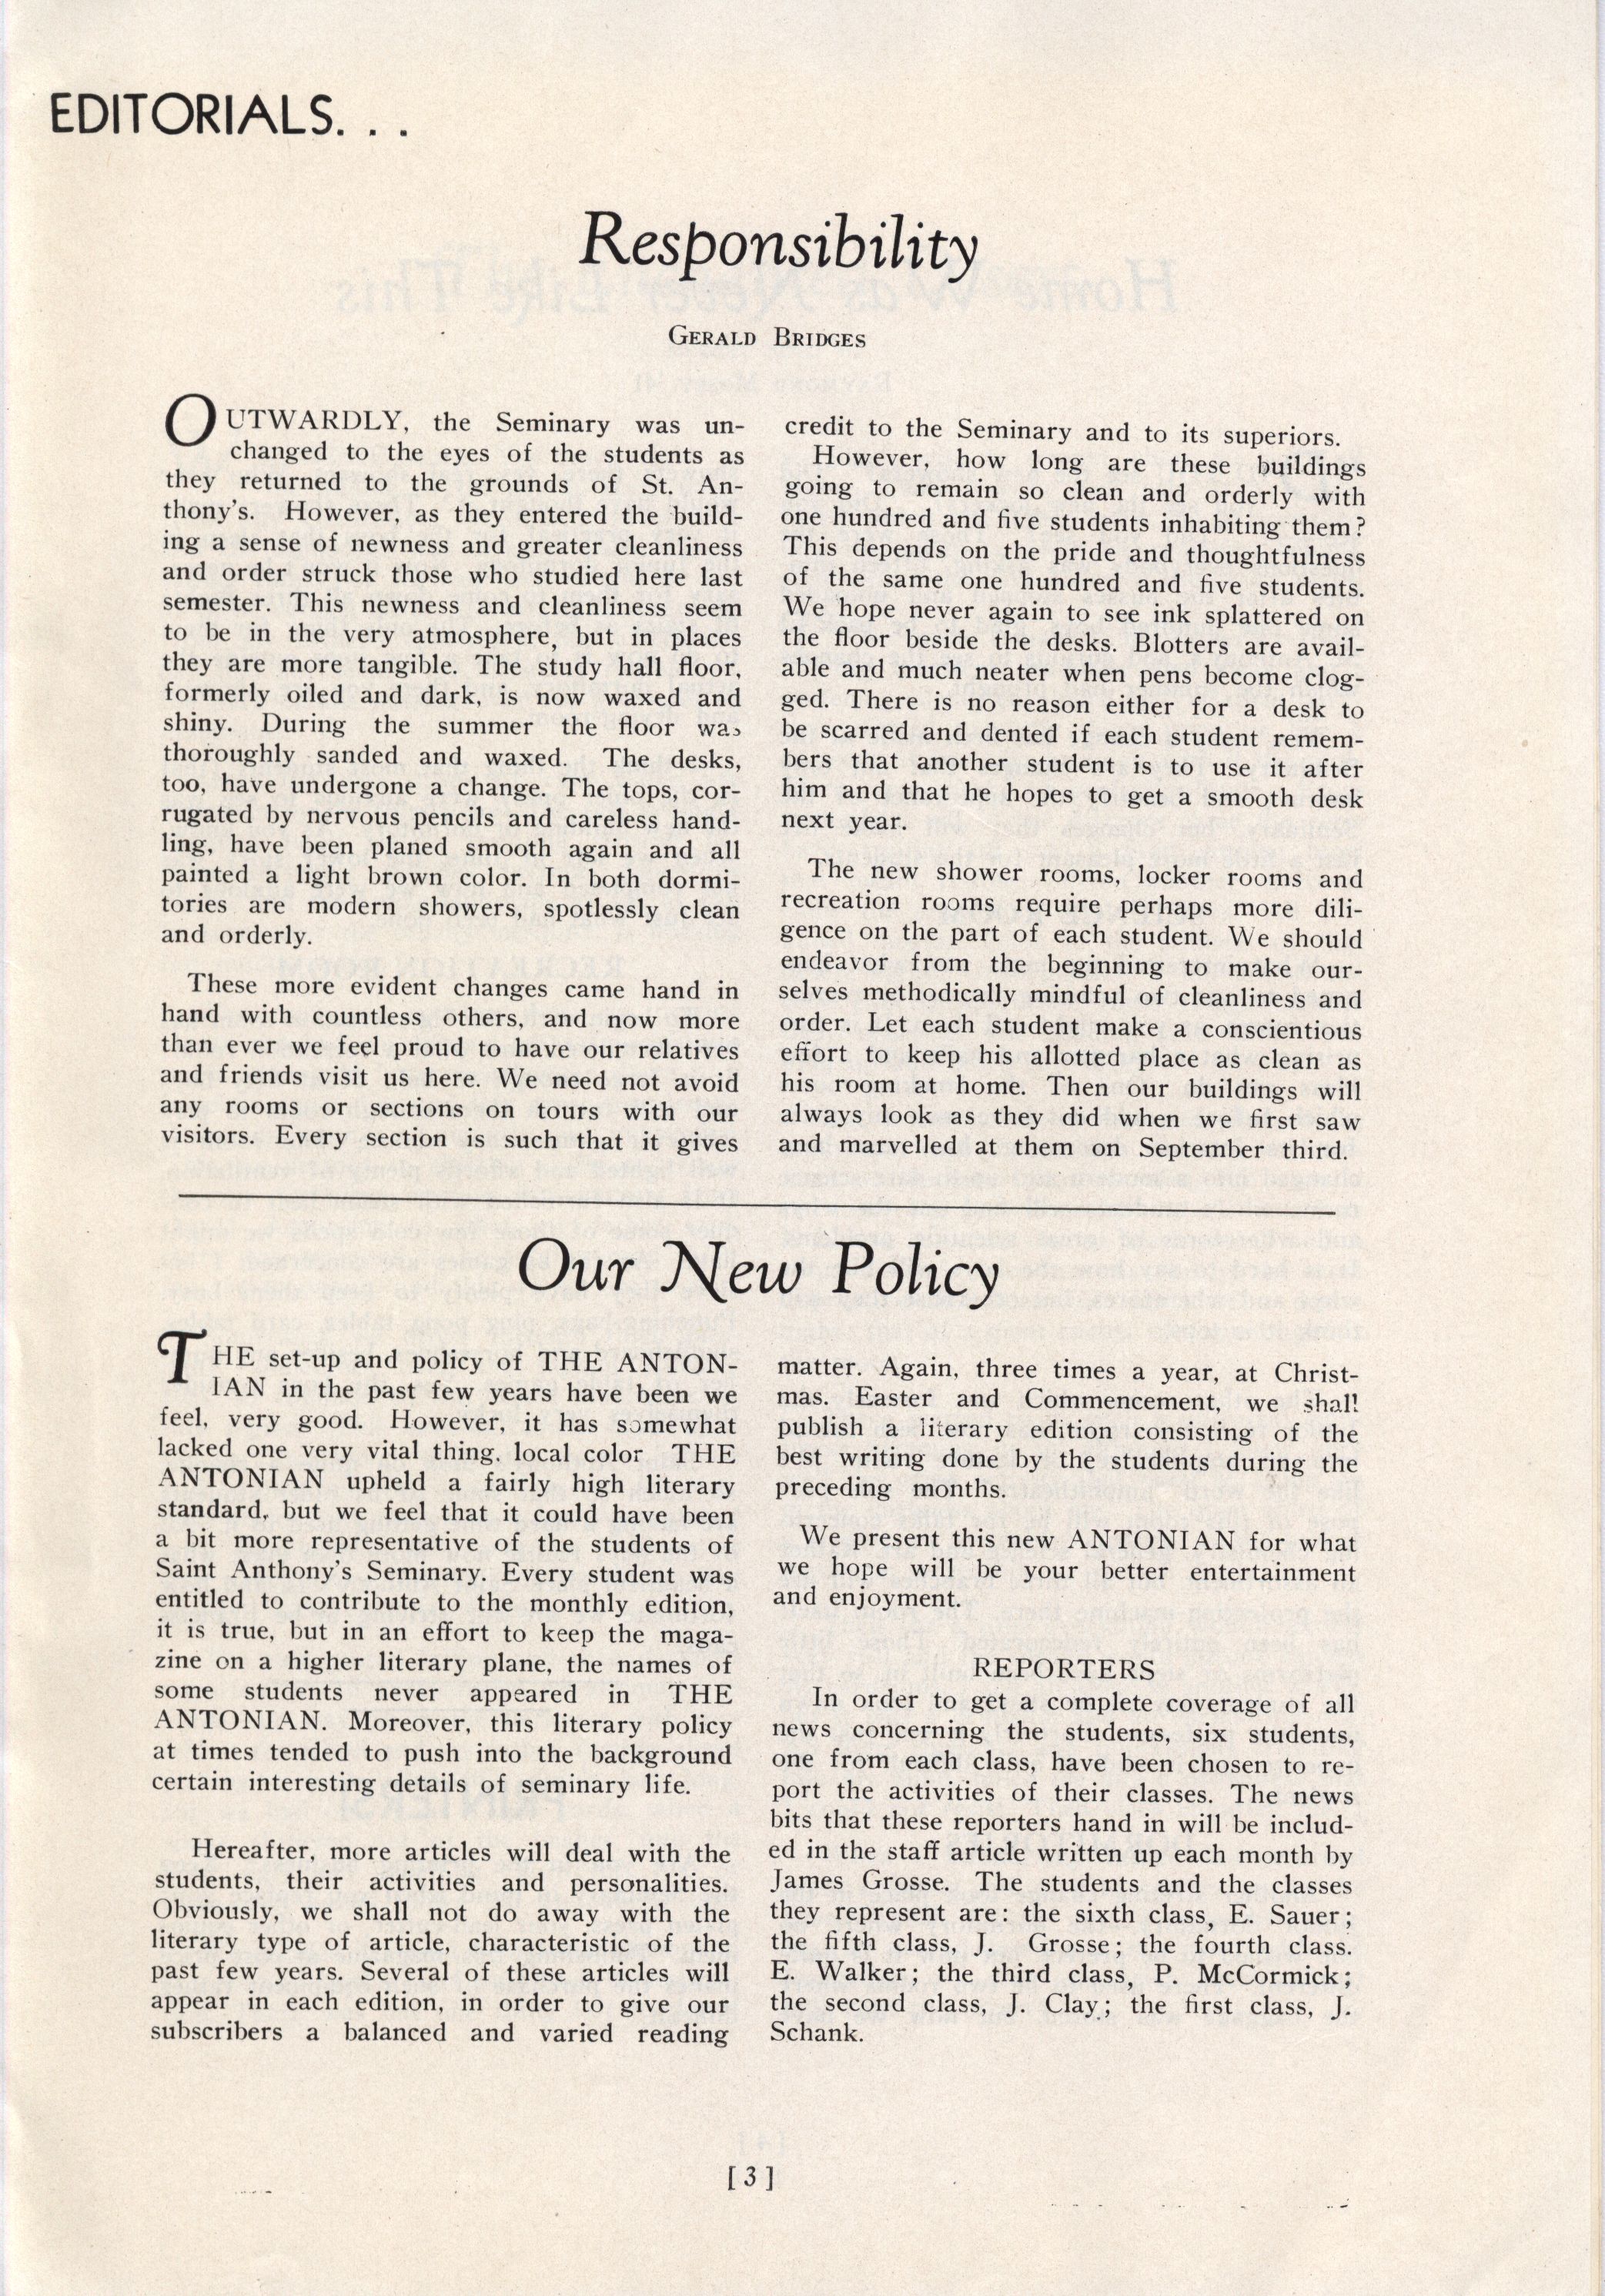 EDITORIALS. . .
Responsibility
GERALD BRIDGES
OUTWARDLY, the Seminary was un-
changed to the eyes of the students as
they returned to the grounds of St. An-
thony's. However, as they entered the build-
ing a sense of newness and greater cleanliness
and order struck those who studied here last
semester. This newness and cleanliness seem
to be in the very atmosphere, but in places
they are more tangible. The study hall floor,
formerly oiled and dark, is now waxed and
shiny. During the summer the floor was
thoroughly sanded and waxed. The desks,
too, have undergone a change. The tops, cor-
rugated by nervous pencils and careless hand-
ling, have been planed smooth again and all
painted a light brown color. In both dormi-
tories are modern showers, spotlessly clean
and orderly.
These more evident changes came hand in
hand with countless others, and now more
than ever we feel proud to have our relatives
and friends visit us here. We need not avoid
any rooms or sections on tours with our
visitors. Every section is such that it gives
credit to the Seminary and to its superiors.
However, how long are these buildings
going to remain so clean and orderly with
one hundred and five students inhabiting them?
This depends on the pride and thoughtfulness
of the same one hundred and five students.
We hope never again to see ink splattered on
the floor beside the desks. Blotters are avail-
able and much neater when pens become clog-
ged. There is no reason either for a desk to
be scarred and dented if each student remem-
bers that another student is to use it after
him and that he hopes to get a smooth desk
next year.
The new shower rooms, locker rooms and
recreation rooms require perhaps more dili-
gence on the part of each student. We should
endeavor from the beginning to make our-
selves methodically mindful of cleanliness and
order. Let each student make a conscientious
effort to keep his allotted place as clean as
his room at home. Then our buildings will
always look as they did when we first saw
and marvelled at them on September third.
Our New Policy
THE set-up and policy of THE ANTON-
IAN in the past few years have been we
feel, very good. However, it has somewhat
lacked one very vital thing. local color THE
ANTONIAN upheld a fairly high literary
standard, but we feel that it could have been
a bit more representative of the students of
Saint Anthony's Seminary. Every student was
entitled to contribute to the monthly edition,
it is true, but in an effort to keep the maga-
zine on a higher literary plane, the names of
some students never appeared in THE
ANTONIAN. Moreover, this literary policy
at times tended to push into the background
certain interesting details of seminary life.
Hereafter, more articles will deal with the
students, their activities and personalities.
Obviously, we shall not do away with the
literary type of article, characteristic of the
past few years. Several of these articles will
appear in each edition, in order to give our
subscribers a balanced and varied reading
matter. Again, three times a year, at Christ-
mas. Easter and Commencement, we shall
publish a literary edition consisting of the
best writing done by the students during the
preceding months.
We present this new ANTONIAN for what
we hope will be your better entertainment
and enjoyment.
REPORTERS
In order to get a complete coverage of all
news concerning the students, six students,
one from each class, have been chosen to re-
port the activities of their classes. The news
bits that these reporters hand in will be includ-
ed in the staff article written up each month by
James Grosse. The students and the classes
they represent are: the sixth class, E. Sauer;
the fifth class, J. Grosse; the fourth class.
E. Walker; the third class, P. McCormick;
the second class, J. Clay; the first class, J.
Schank.
[ 3 ]